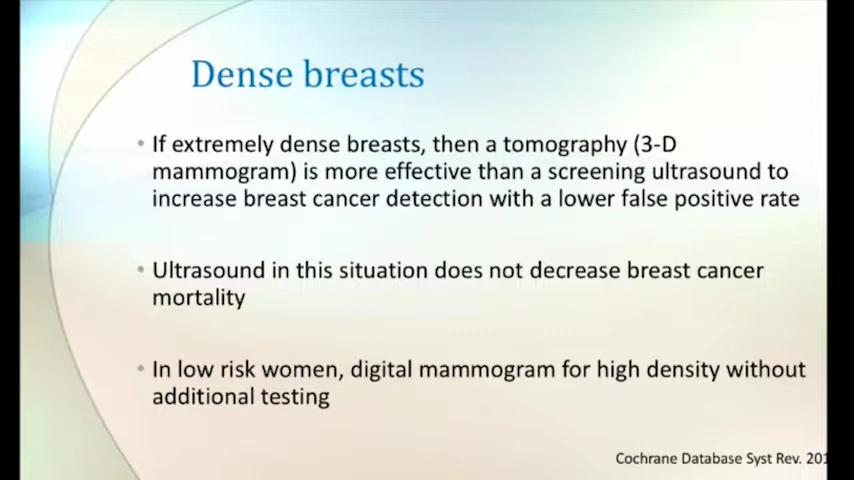 Dense breasts
• If extremely dense breasts, then a tomography (3-D
mammogram) is more effective than a screening ultrasound to
increase breast cancer detection with a lower false positive rate
• Ultrasound in this situation does not decrease breast cancer
mortality
• In low risk women, digital mammogram for high density without
additional testing
Cochrane Database Syst Rev.